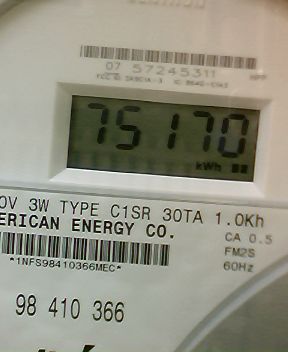 07 57245311
75170
kWh
0V 3W TYPE C1SR 30TA 1.0Kh
ERICAN ENERGY CO.
CA 0.5
FM2S
*1NFS98410366MEC*
60Hz
98 410 366